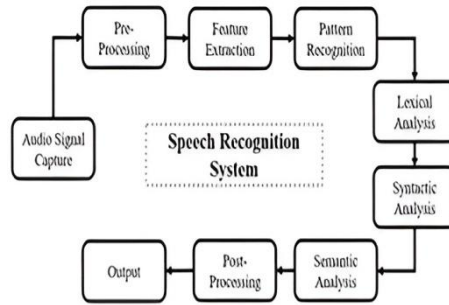 Pre-
Processing
Feature
Extraction
Pattern
Recognition
Lexical
Analysis
Audio Signal
Capture
Speech Recognition
System
Syntactic
Analysis
Semantic
Analysis
Post-
Processing
Output